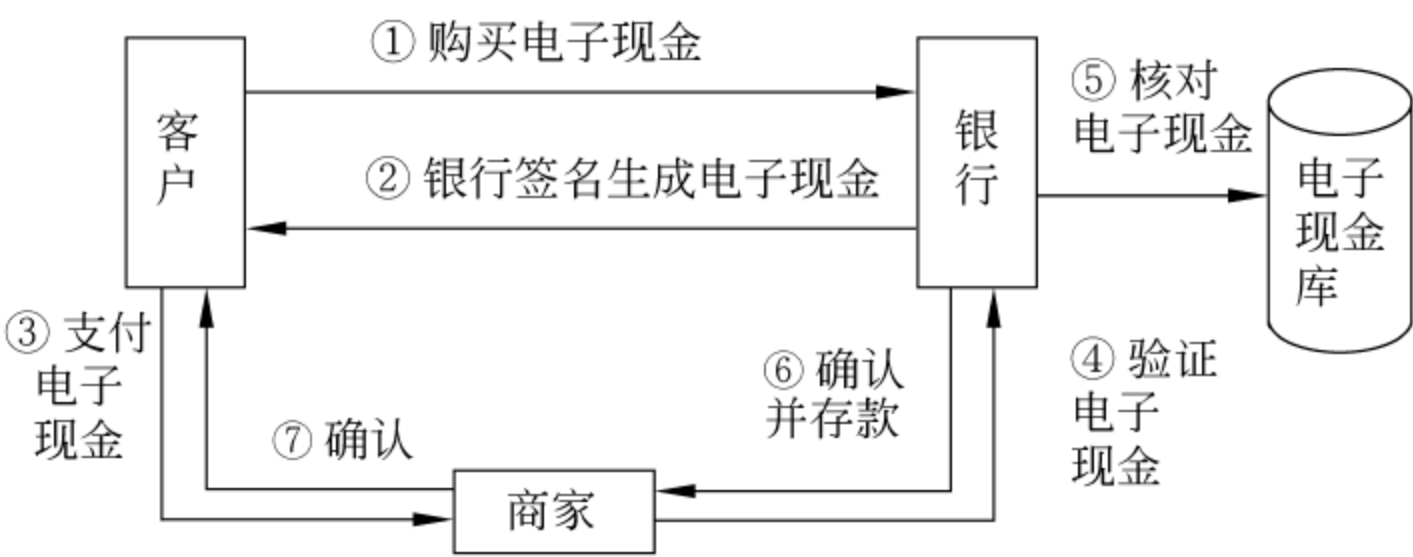 ① 购买电子现金
客
户
银
行
⑤ 核对
电子现金
② 银行签名生成电子现金
电子
现金
库
③ 支付
电子
现金
⑦ 确认
⑥ 确认
并存款
④ 验证
电子
现金
商家